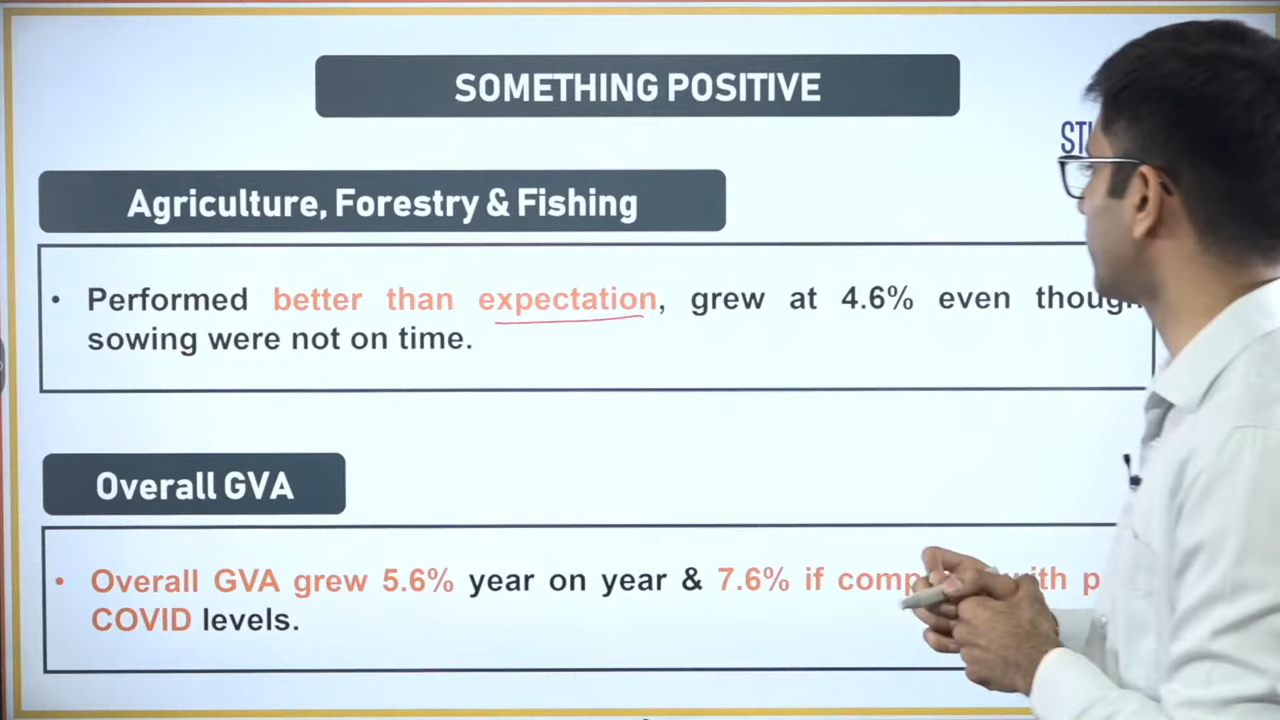 SOMETHING POSITIVE
Agriculture, Forestry & Fishing
• Performed better than expectation, grew at 4.6% even
sowing were not on time.
Overall GVA
• Overall GVA grew 5.6% year on year & 7.6% if
COVID levels.